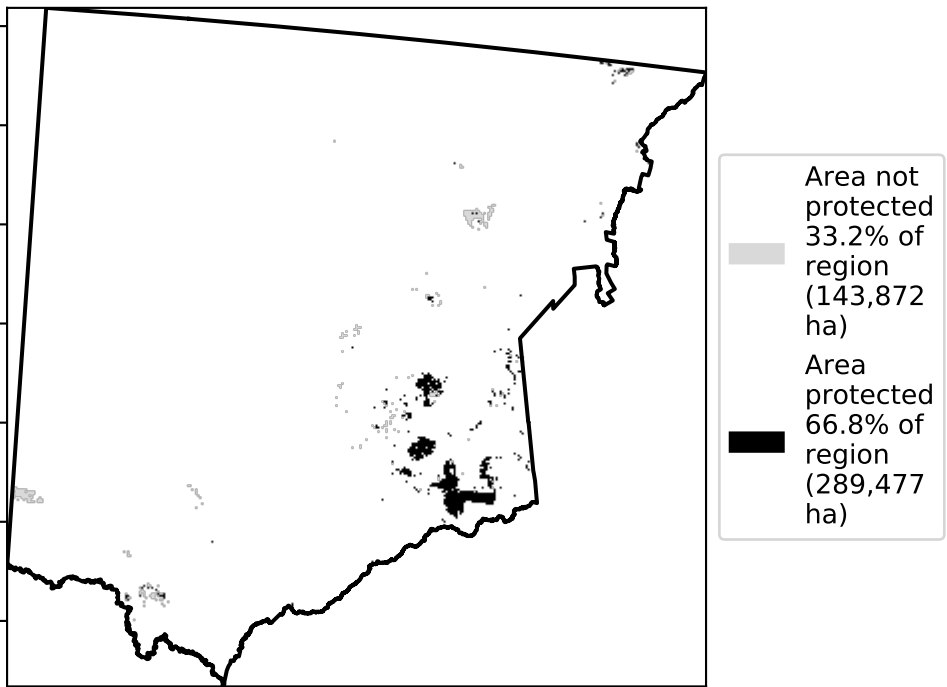 Area not
protected
33.2% of
region
(143,872
ha)
Area
protected
66.8% of
region
(289,477
ha)